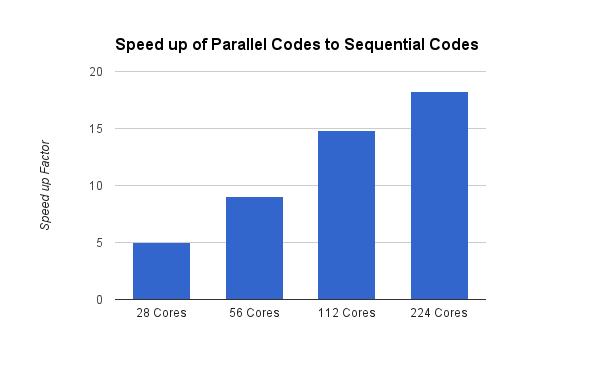 Speed up of Parallel Codes to Sequential Codes
20
15
10
5
0
Speed up Factor
28 Cores
56 Cores
112 Cores
224 Cores